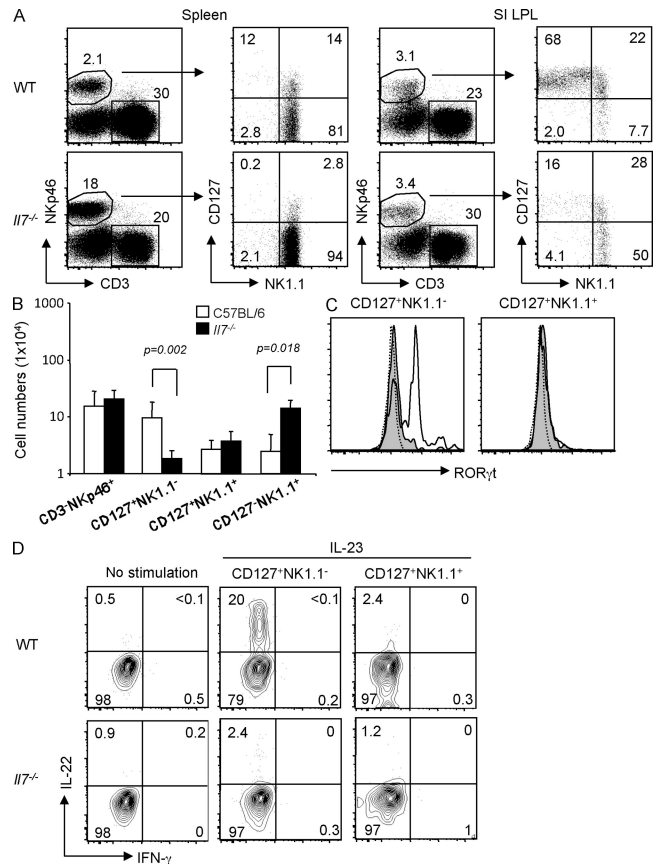 A
Spleen
SI LPL
WT
2.1
30
12
14
2.8
81
3.1
23
68
22
2.0
7.7
Il7-/-
NKp46
18
20
CD3
CD127
0.2
2.8
2.1
94
NK1.1
NKp46
3.4
30
CD3
CD127
16
28
4.1
50
NK1.1
B
Cell numbers (1x10⁴)
1000
100
10
1
C57BL/6
Il7-/-
p=0.002
p=0.018
CD3-NKp46+
CD127+NK1.1-
CD127+NK1.1+
CD127-NK1.1+
C
CD127+NK1.1-
CD127+NK1.1+
RORγt
D
IL-23
No stimulation
CD127+NK1.1-
CD127+NK1.1+
WT
0.5
<0.1
98
0.5
20
<0.1
79
0.2
2.4
0
97
0.3
Il7-/-
IL-22
0.9
0.2
98
0
IFN-γ
2.4
0
97
0.3
1.2
0
97
1